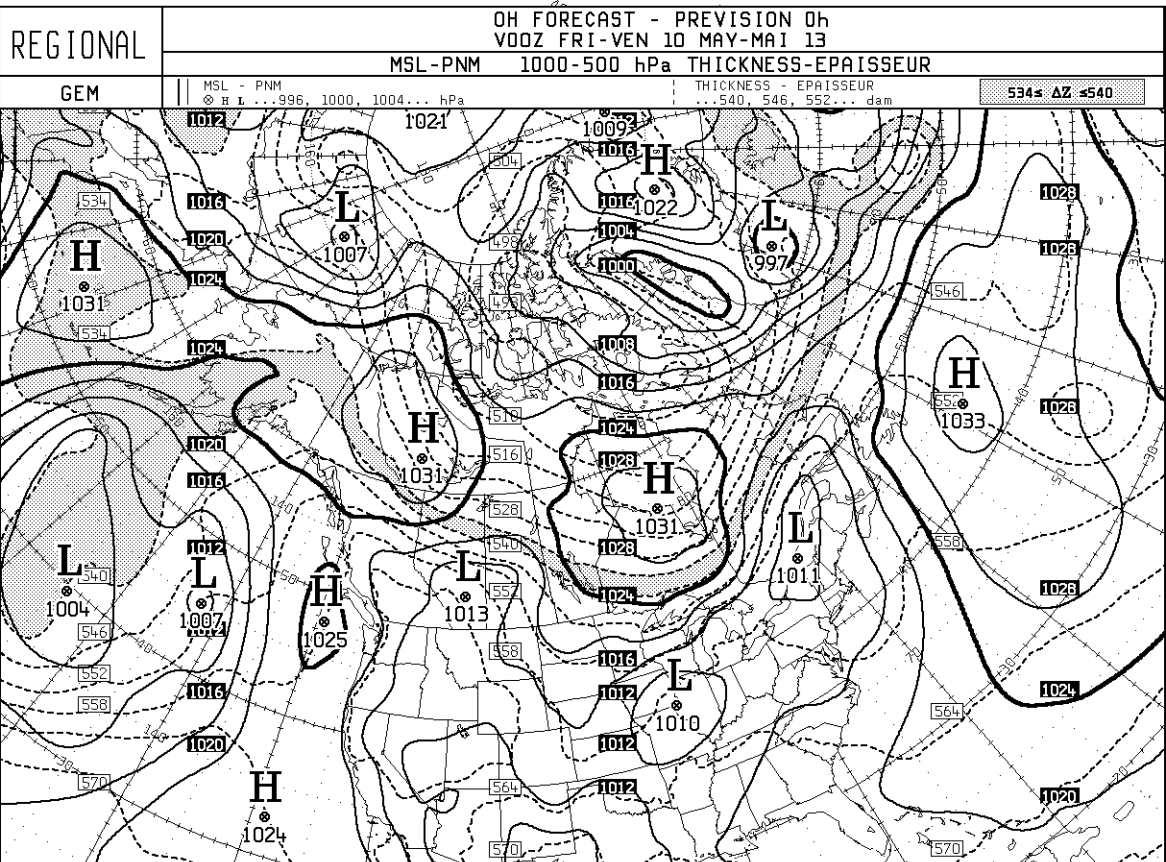 REGIONAL
0H FORECAST - PREVISION 0h
V00Z FRI-VEN 10 MAY-MAI 13
MSL-PNM 1000-500 hPa THICKNESS-EPAISSEUR
GEM
MSL - PNM
⊗ H L ...996, 1000, 1004... hPa
THICKNESS - EPAISSEUR
...540, 546, 552... dam
534≤ ΔZ ≤540
1012
1021
1009
1016
504
H
1022
1028
534
1016
1016
L
1007
1020
498
1004
L
997
1028
H
1031
1024
1000
493
546
534
1024
1008
1016
H
1033
552
1028
510
1024
H
1031
1020
516
1028
H
1031
1016
528
1012
540
1028
L
1011
558
L
1004
540
L
1007
1012
H
1025
L
1013
552
1024
1028
546
558
1016
552
1016
L
1010
1012
1024
558
564
1020
1012
570
564
1012
1020
H
1024
570
570